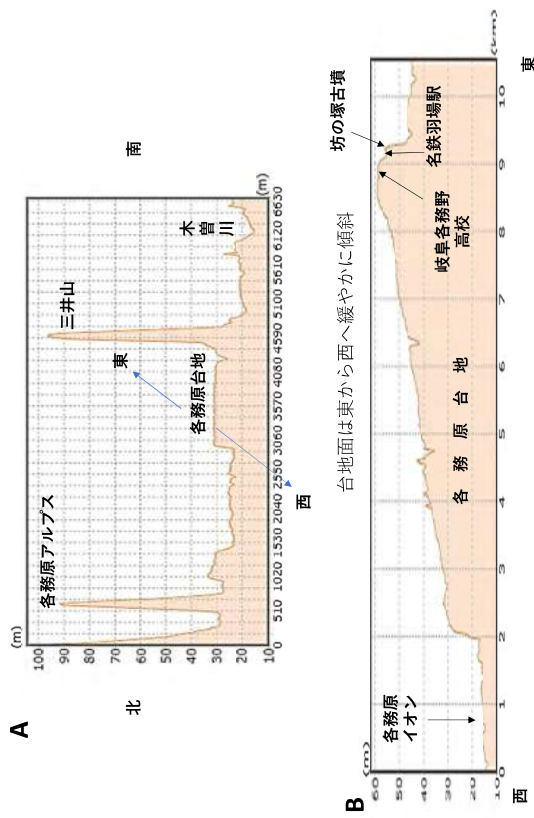 A
(m)
100
90
80
70
60
50
40
30
20
10
0 510 1020 1530 2040 2550 3060 3570 4080 4590 5100 5610 6120 6630
(m)
北
南
各務原アルプス
三井山
木曽川
各務原台地
東
西
B
(m)
60
50
40
30
20
10
0 1 2 3 4 5 6 7 8 9 10
(km)
西
東
台地面は東から西へ緩やかに傾斜
各務原
イオン
各務原台地
岐阜各務野
高校
名鉄羽場駅
坊の塚古墳